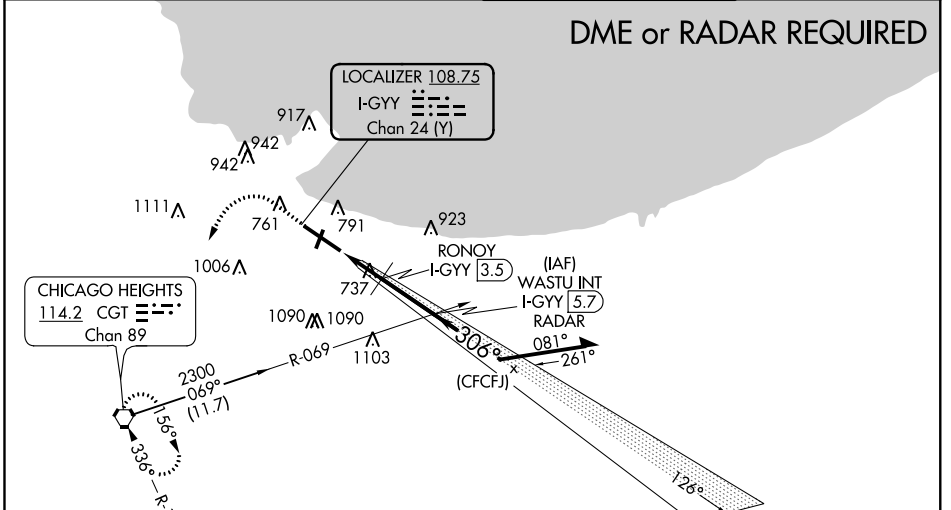 DME or RADAR REQUIRED
LOCALIZER 108.75
I-GYY
Chan 24 (Y)
917
942
942
1111
761
791
923
1006
737
RONOY
I-GYY 3.5
(IAF)
WASTU INT
I-GYY 5.7
RADAR
CHICAGO HEIGHTS
114.2 CGT
Chan 89
1090
1090
1103
R-069
306°
081°
261°
(CFCFJ)
x
2300
069°
(11.7)
156°
336°
R-
126°